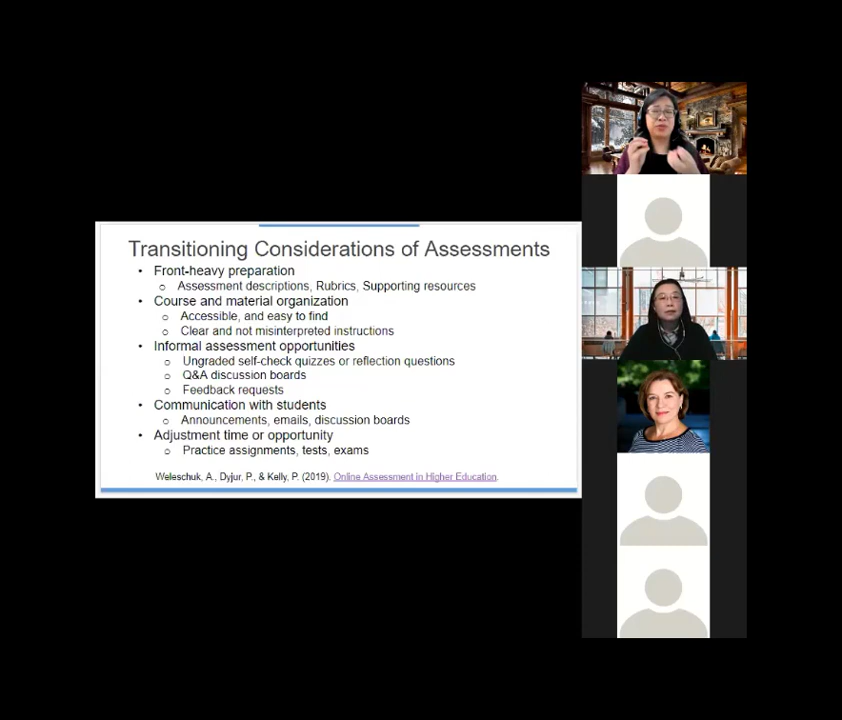 Transitioning Considerations of Assessments
• Front-heavy preparation
o Assessment descriptions, Rubrics, Supporting resources
• Course and material organization
o Accessible, and easy to find
o Clear and not misinterpreted instructions
• Informal assessment opportunities
o Ungraded self-check quizzes or reflection questions
o Q&A discussion boards
o Feedback requests
• Communication with students
o Announcements, emails, discussion boards
• Adjustment time or opportunity
o Practice assignments, tests, exams
Weleschuk, A., Dyjur, P., & Kelly, P. (2019). Online Assessment in Higher Education.